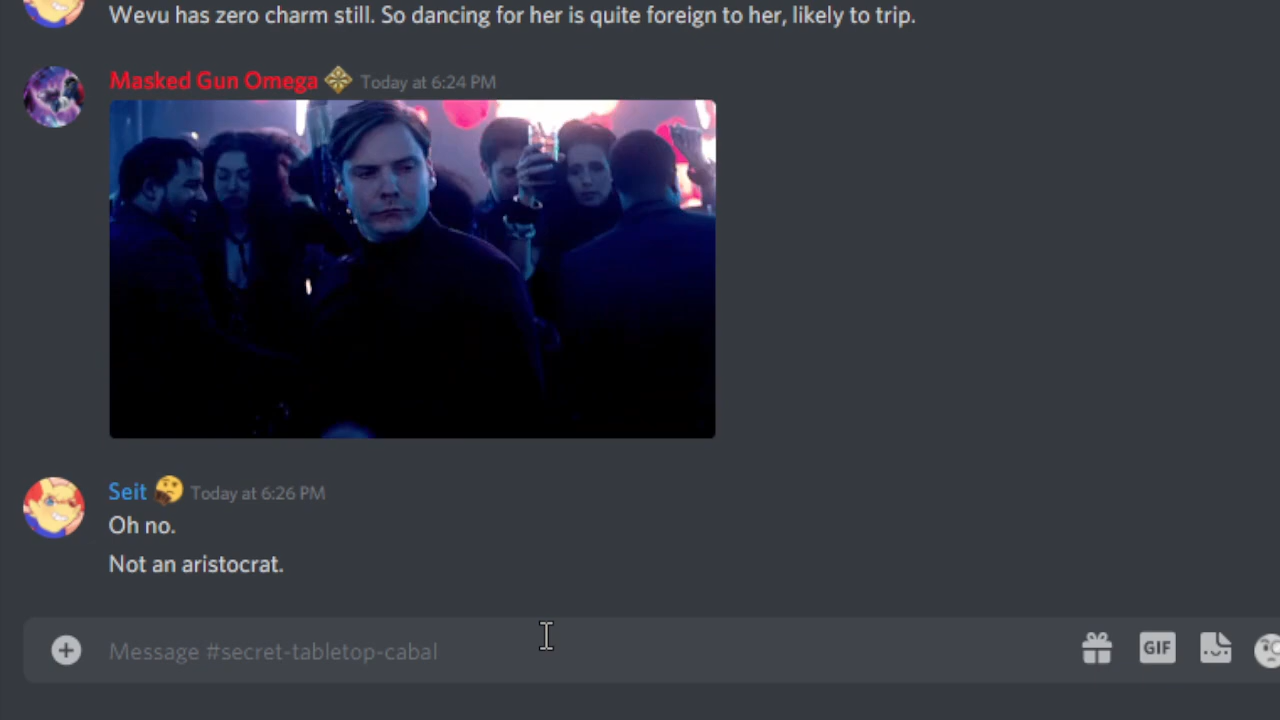 Wevu has zero charm still. So dancing for her is quite foreign to her, likely to trip.
Masked Gun Omega Today at 6:24 PM
Seit 🤔 Today at 6:26 PM
Oh no.
Not an aristocrat.
Message #secret-tabletop-cabal
GIF